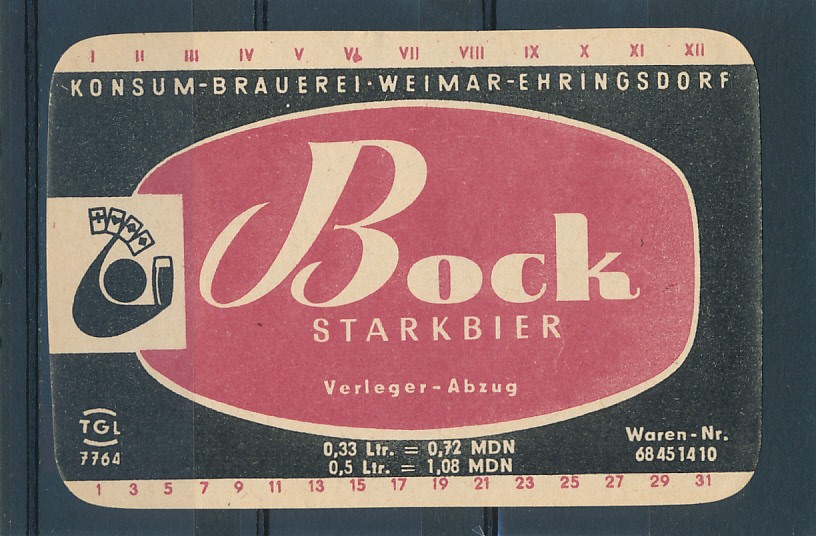 I II III IV V VI VII VIII IX X XI XII
KONSUM-BRAUEREI·WEIMAR-EHRINGSDORF
Bock
STARKBIER
Verleger-Abzug
TGL
7764
0,33 Ltr. = 0,72 MDN
0,5 Ltr. = 1,08 MDN
Waren-Nr.
68451410
1 3 5 7 9 11 13 15 17 19 21 23 25 27 29 31